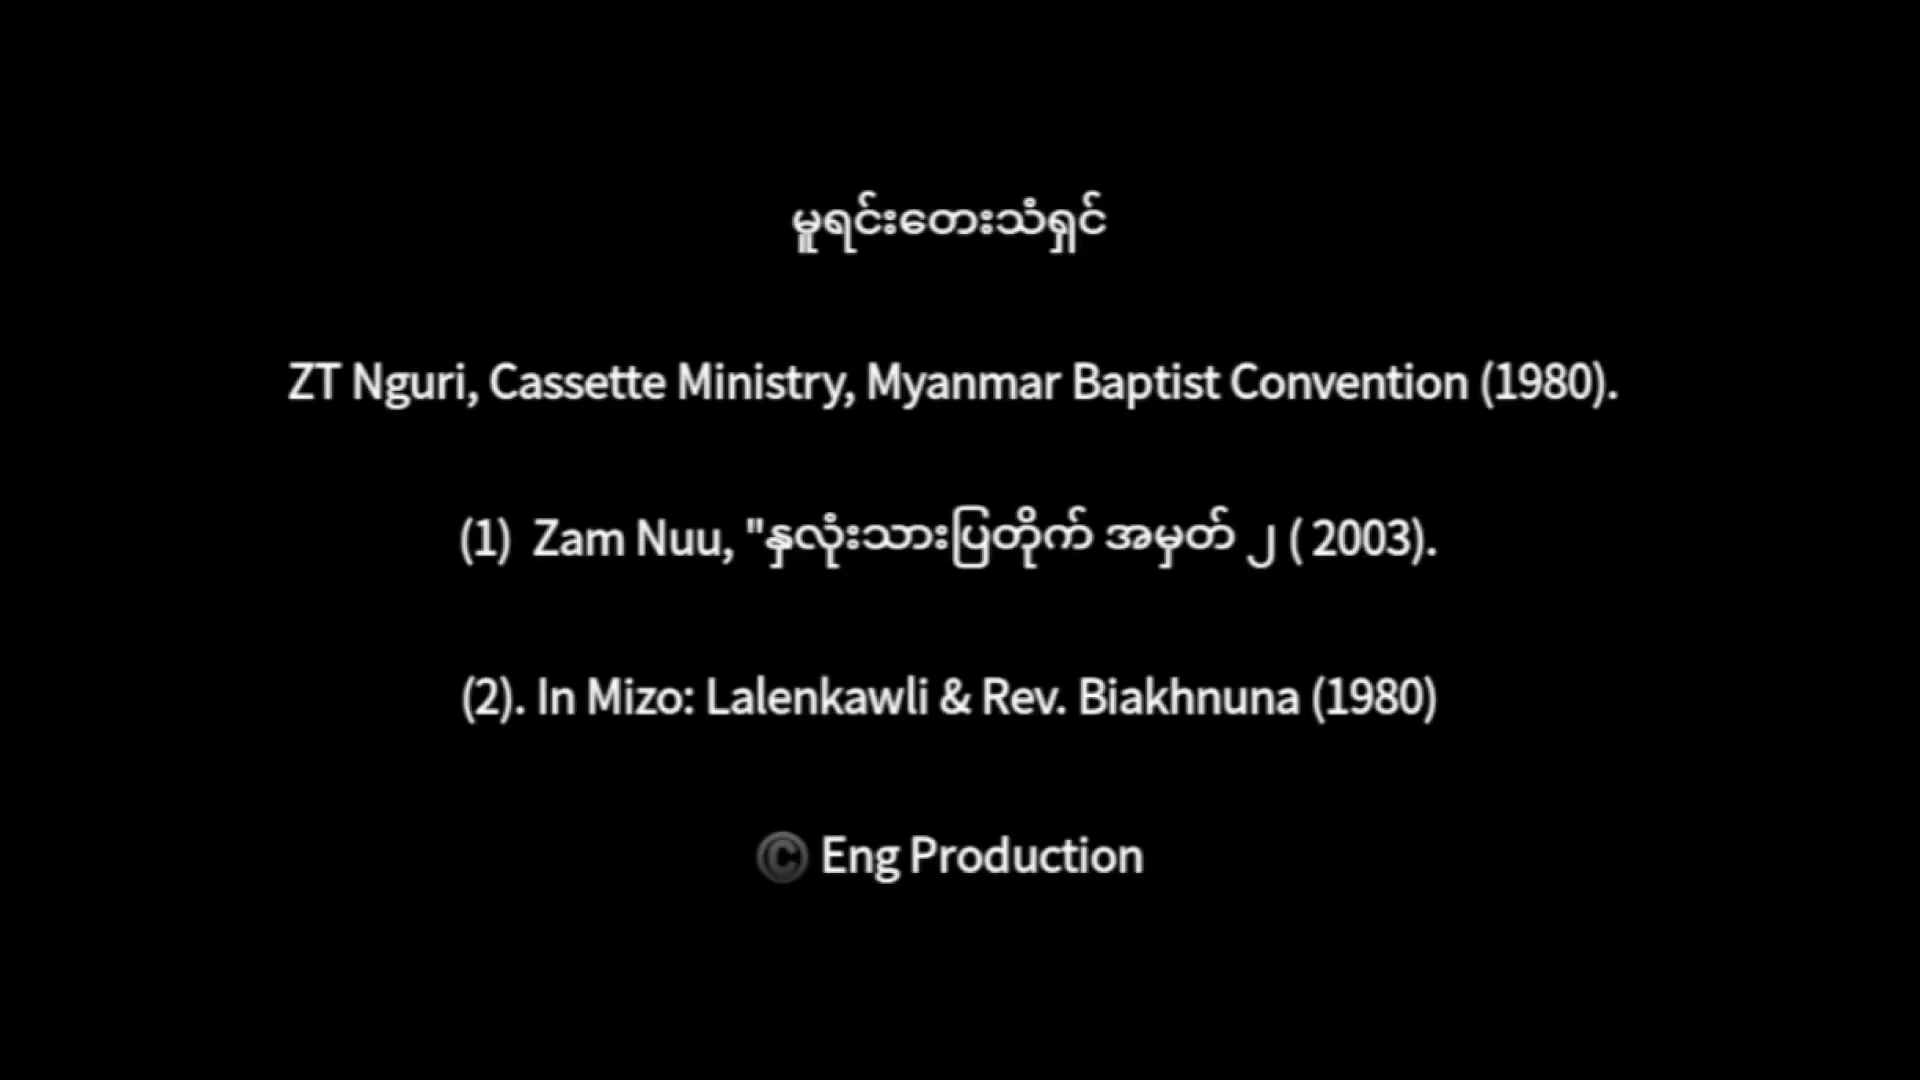 မူရင်းတေးသံရှင်
ZT Nguri, Cassette Ministry, Myanmar Baptist Convention (1980).
(1)  Zam Nuu, "နှလုံးသားပြတိုက် အမှတ် ၂ ( 2003).
(2). In Mizo: Lalenkawli & Rev. Biakhnuna (1980)
© Eng Production